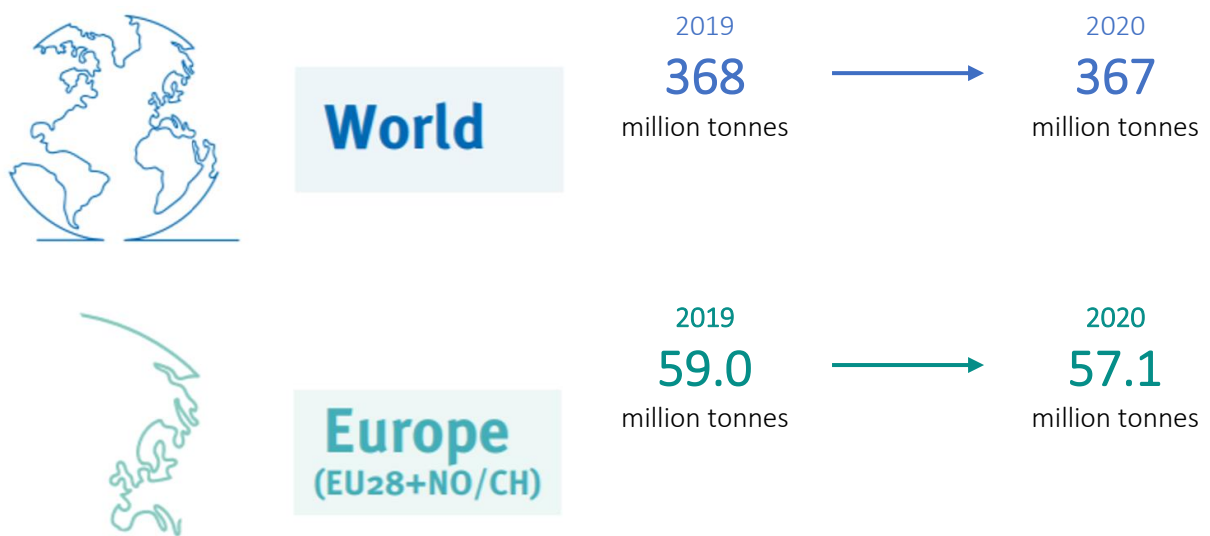 2019
2020
World
368
367
million tonnes
million tonnes
2019
2020
Europe
(EU28+NO/CH)
59.0
57.1
million tonnes
million tonnes